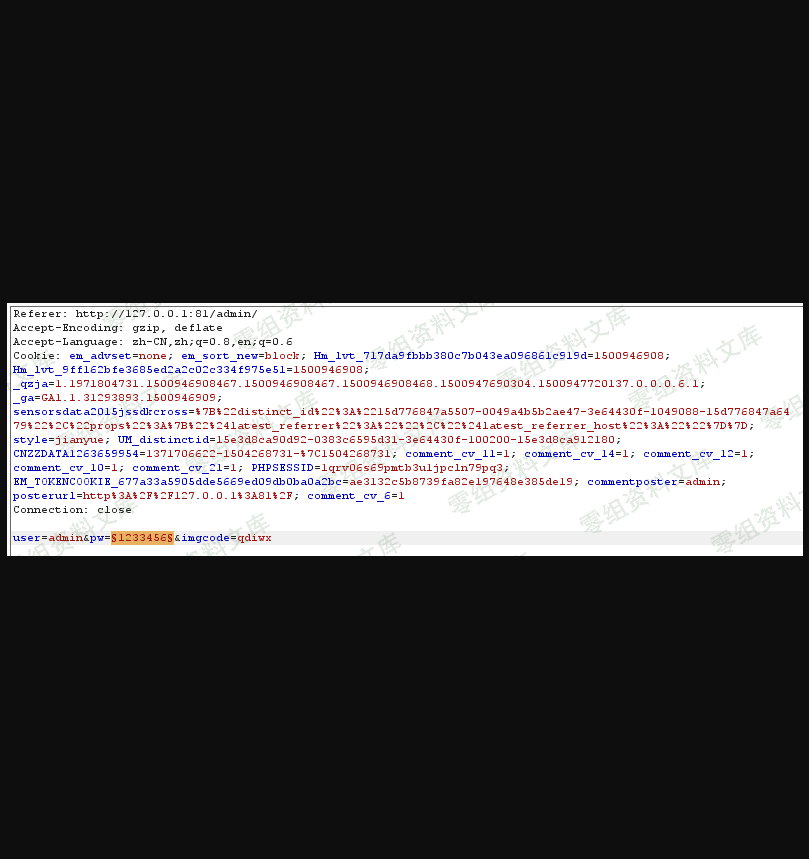 Referer: http://127.0.0.1:81/admin/
Accept-Encoding: gzip, deflate
Accept-Language: zh-CN,zh;q=0.8,en;q=0.6
Cookie: em_advset=none; em_sort_new=block; Hm_lvt_717da9fbbb380c7b043ea096861c919d=1500946908;
Hm_lvt_9ff162bfe3685ed2a2c02c334f975e51=1500946908;
_qzja=1.1971804731.1500946908467.1500946908467.1500946908468.1500947690304.1500947720137.0.0.0.6.1;
_ga=GA1.1.31293893.1500946909;
sensorsdata2015jssdkcross=%7B%22distinct_id%22%3A%2215d776847a5507-0049a4b5b2ae47-3e64430f-1049088-15d776847a64
79%22%2C%22props%22%3A%7B%22%24latest_referrer%22%3A%22%22%2C%22%24latest_referrer_host%22%3A%22%22%7D%7D;
style=jianyue; UM_distinctid=15e3d8ca90d92-0383c6595d31-3e64430f-100200-15e3d8ca912180;
CNZZDATA1263659954=1371706622-1504268731-%7C1504268731; comment_cv_11=1; comment_cv_14=1; comment_cv_12=1;
comment_cv_10=1; comment_cv_21=1; PHPSESSID=lqrv06s69pmtb3uljpcln79pq3;
EM_TOKENCOOKIE_677a33a5905dde5669ed09db0ba0a2bc=ae3132c5b8739fa82e197648e385de19; commentposter=admin;
posterurl=http%3A%2F%2F127.0.0.1%3A81%2F; comment_cv_6=1
Connection: close
user=admin&pw=§1233456§&imgcode=qdiwx
零组资料文库